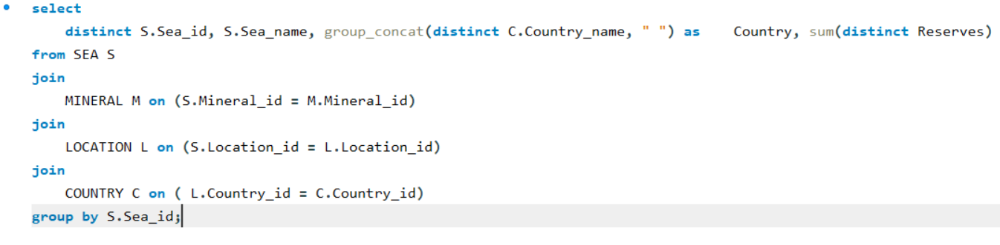 select
distinct S.Sea_id, S.Sea_name, group_concat(distinct C.Country_name, " ") as    Country, sum(distinct Reserves)
from SEA S
join
MINERAL M on (S.Mineral_id = M.Mineral_id)
join
LOCATION L on (S.Location_id = L.Location_id)
join
COUNTRY C on ( L.Country_id = C.Country_id)
group by S.Sea_id;